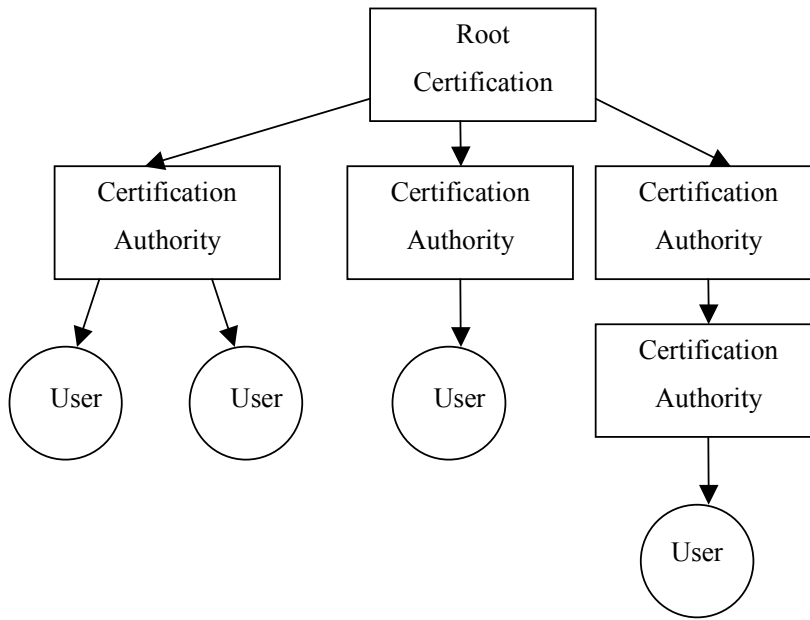 Root
Certification
Certification
Authority
Certification
Authority
Certification
Authority
Certification
Authority
User
User
User
User